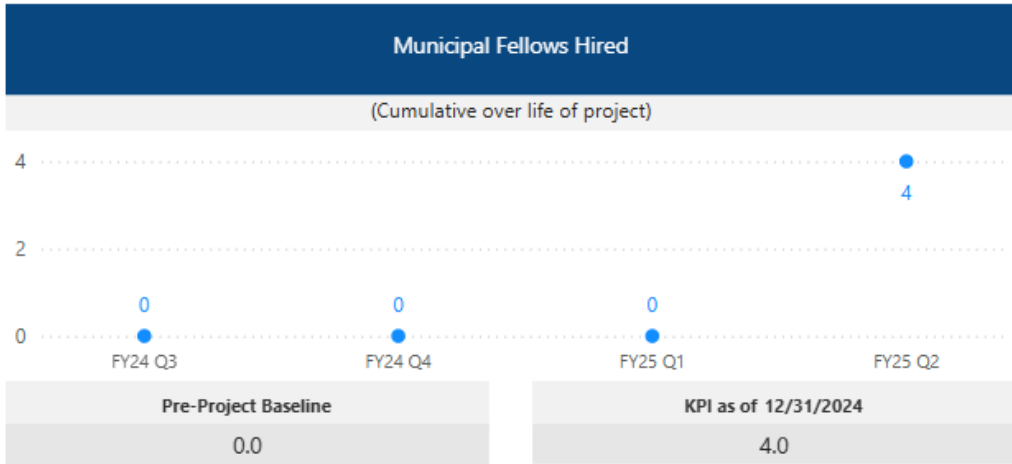 Municipal Fellows Hired
(Cumulative over life of project)
4
4
2
0 0 0
0
FY24 Q3 FY24 Q4 FY25 Q1 FY25 Q2
Pre-Project Baseline KPI as of 12/31/2024
0.0 4.0